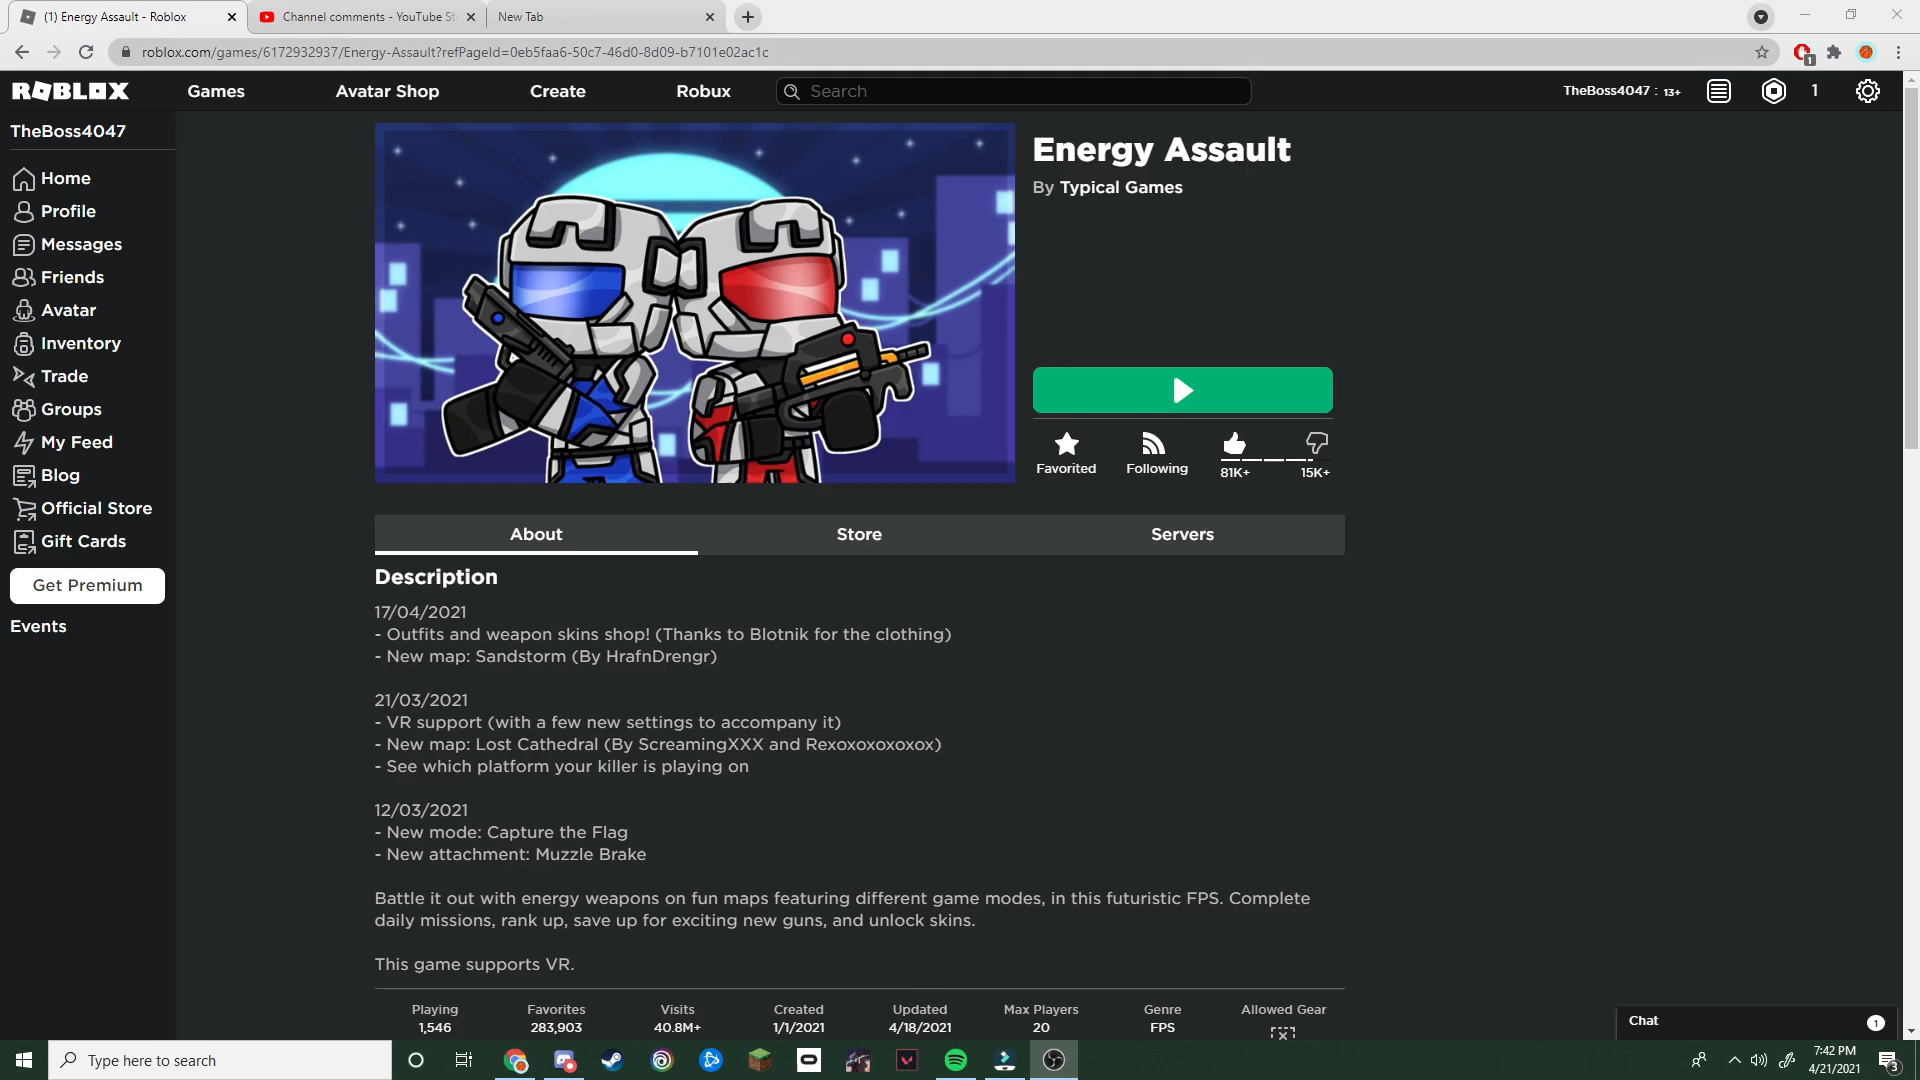 (1) Energy Assault - Roblox
Channel comments - YouTube St
New Tab
roblox.com/games/6172932937/Energy-Assault?refPageId=0eb5faa6-50c7-46d0-8d09-b7101e02ac1c
1
ROBLOX
Games
Avatar Shop
Create
Robux
Search
TheBoss4047 : 13+
1
TheBoss4047
Home
Profile
Messages
Friends
Avatar
Inventory
Trade
Groups
My Feed
Blog
Official Store
Gift Cards
Get Premium
Events
Energy Assault
By Typical Games
Favorited
Following
81K+
15K+
About
Store
Servers
Description
17/04/2021
- Outfits and weapon skins shop! (Thanks to Blotnik for the clothing)
- New map: Sandstorm (By HrafnDrengr)
21/03/2021
- VR support (with a few new settings to accompany it)
- New map: Lost Cathedral (By ScreamingXXX and Rexoxoxoxoxox)
- See which platform your killer is playing on
12/03/2021
- New mode: Capture the Flag
- New attachment: Muzzle Brake
Battle it out with energy weapons on fun maps featuring different game modes, in this futuristic FPS. Complete
daily missions, rank up, save up for exciting new guns, and unlock skins.
This game supports VR.
Playing
Favorites
Visits
Created
Updated
Max Players
Genre
Allowed Gear
1,546
283,903
40.8M+
1/1/2021
4/18/2021
20
FPS
Chat
1
Type here to search
7:42 PM
4/21/2021
3